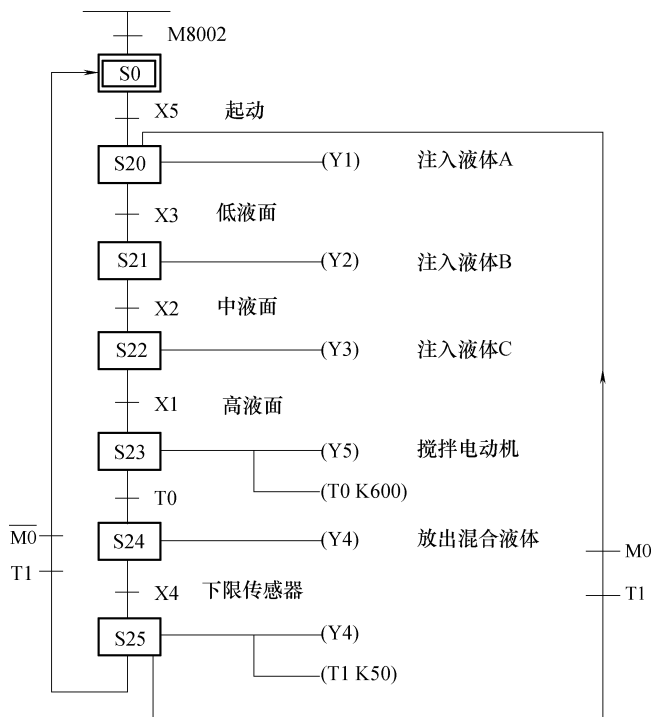 M8002
S0
X5 起动
S20 (Y1) 注入液体A
X3 低液面
S21 (Y2) 注入液体B
X2 中液面
S22 (Y3) 注入液体C
X1 高液面
S23 (Y5) 搅拌电动机
(T0 K600)
T0
M0
S24 (Y4) 放出混合液体
M0
T1
X4 下限传感器
T1
S25 (Y4)
(T1 K50)